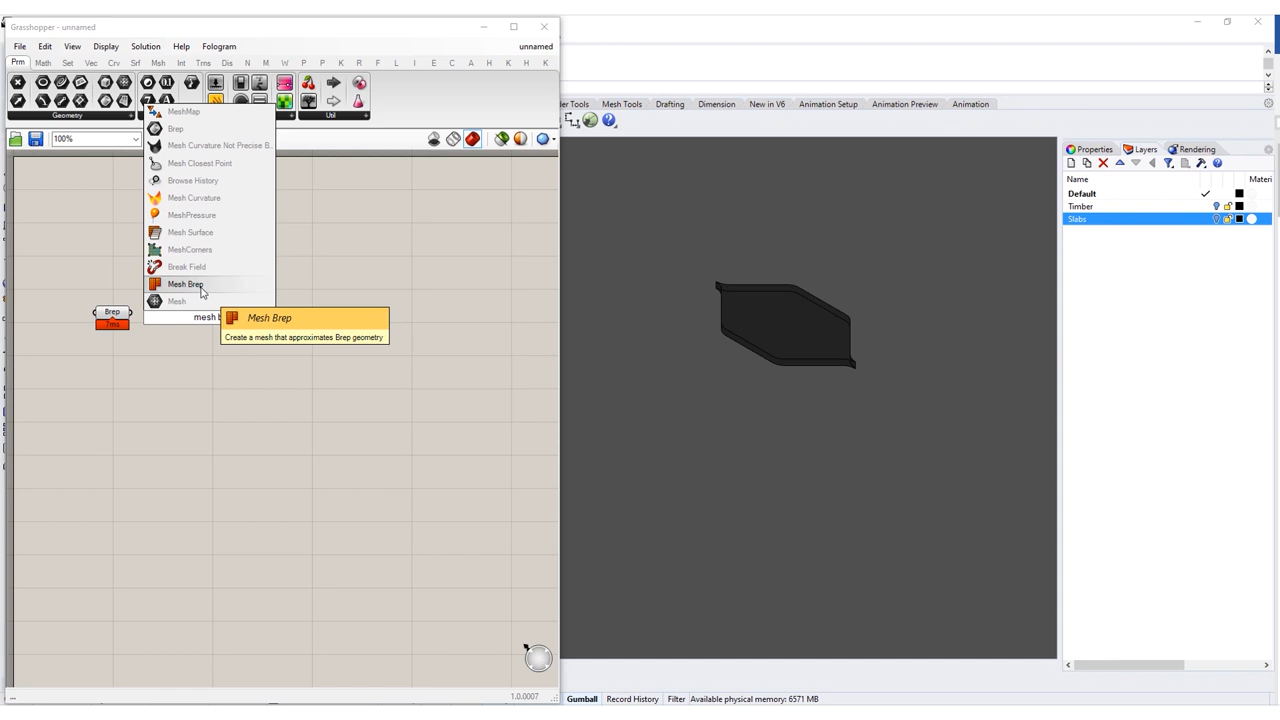 Grasshopper - unnamed
File Edit View Display Solution Help Fologram unnamed
Prm Math Set Vec Crv Srf Msh Int Trns Dis N M W S P K R F U I E C A H K H K
Geometry Util
der Tools Mesh Tools Drafting Dimension New in V6 Animation Setup Animation Preview Animation
100%
MeshMap
Brep
Mesh Curvature Not Precise B...
Mesh Closest Point
Browse History
Mesh Curvature
MeshPressure
Mesh Surface
MeshCorners
Break Field
Mesh Brep
Mesh
mesh b
Mesh Brep
Create a mesh that approximates Brep geometry
Brep
7ms
Properties Layers Rendering
Name Materi
Default
Timber
Slabs
... 1.0.0007
Gumball Record History Filter Available physical memory: 6571 MB